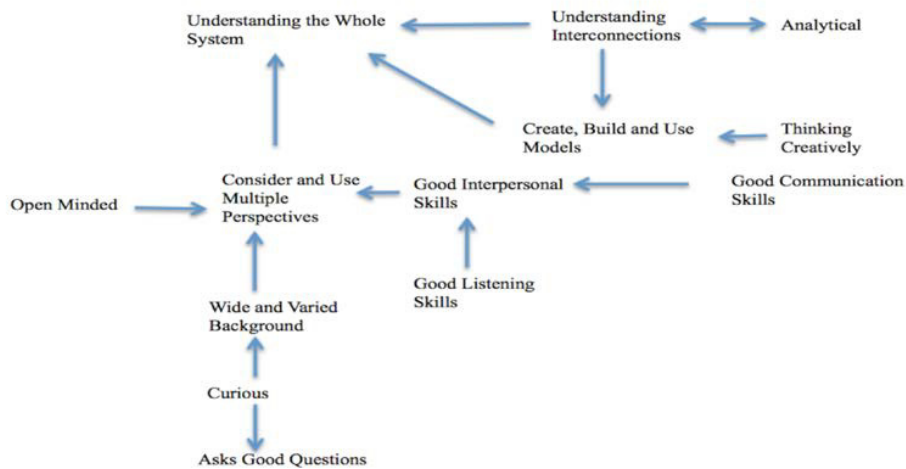 Understanding the Whole
System
Understanding
Interconnections
Analytical
Create, Build and Use
Models
Thinking
Creatively
Open Minded
Consider and Use
Multiple
Perspectives
Good Interpersonal
Skills
Good Communication
Skills
Good Listening
Skills
Wide and Varied
Background
Curious
Asks Good Questions